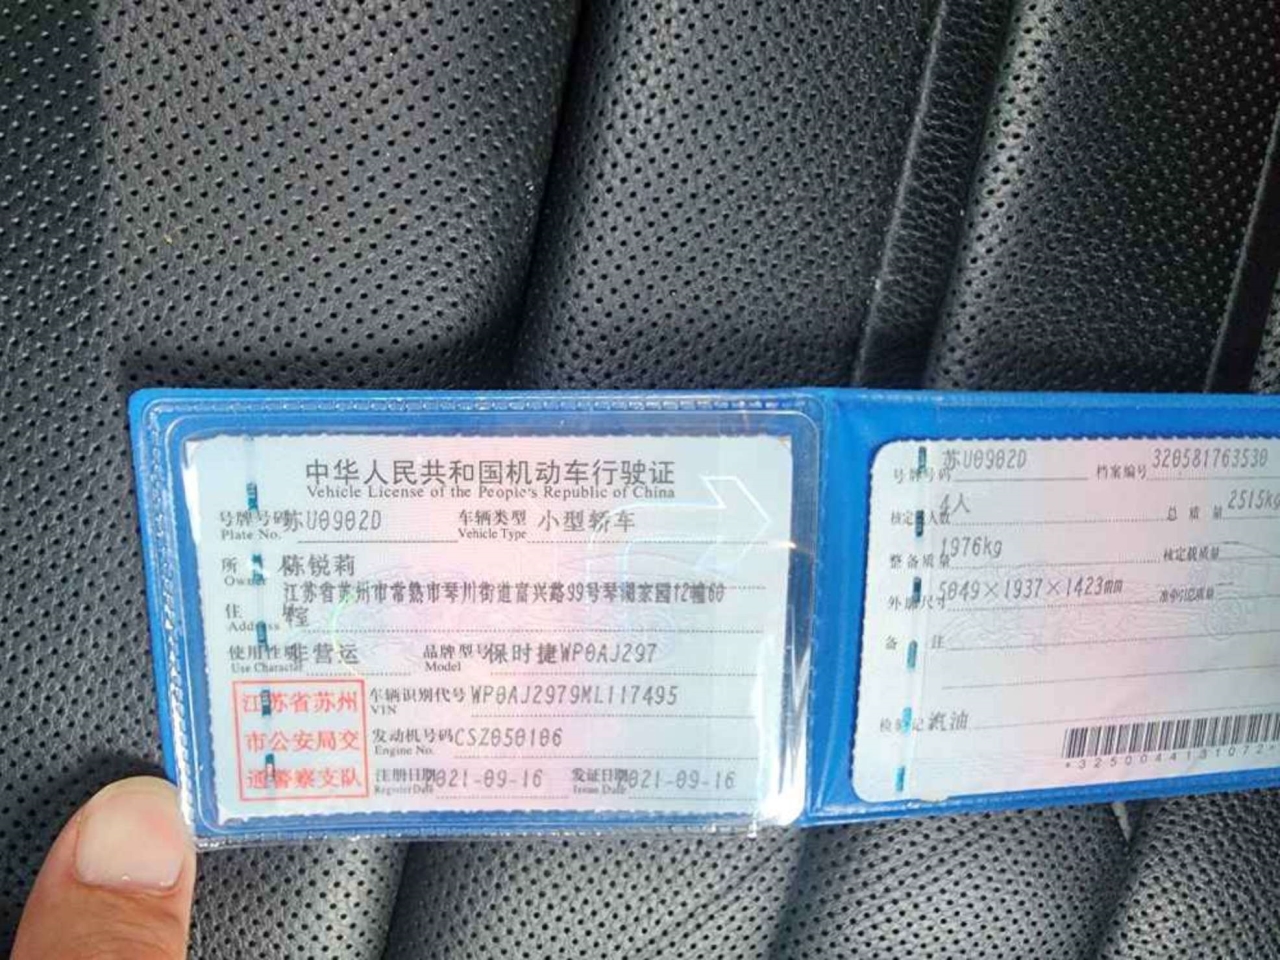 中华人民共和国机动车行驶证
Vehicle License of the People's Republic of China
号牌号码 苏U0902D 车辆类型 小型轿车
Plate No. Vehicle Type
所 人 陈锐莉
Owner
江苏省苏州市常熟市琴川街道富兴路99号琴湖家园12幢60
住 址 室
Address
使用性质 非营运 品牌型号 保时捷WP0AJ297
Use Character Model
江苏省苏州
市公安局交
通警察支队
车辆识别代号 WP0AJ2979ML117495
VIN
发动机号码 CSZ050106
Engine No.
注册日期 2021-09-16 发证日期 2021-09-16
Register Date Issue Date
号牌号码 苏U0902D 档案编号 320581763530
核定载人数 4人 总质量 2515kg
整备质量 1976kg 核定载质量
外廓尺寸 5049×1937×1423mm 准牵引总质量
备 注
检验记录 汽油
*3250044131072*